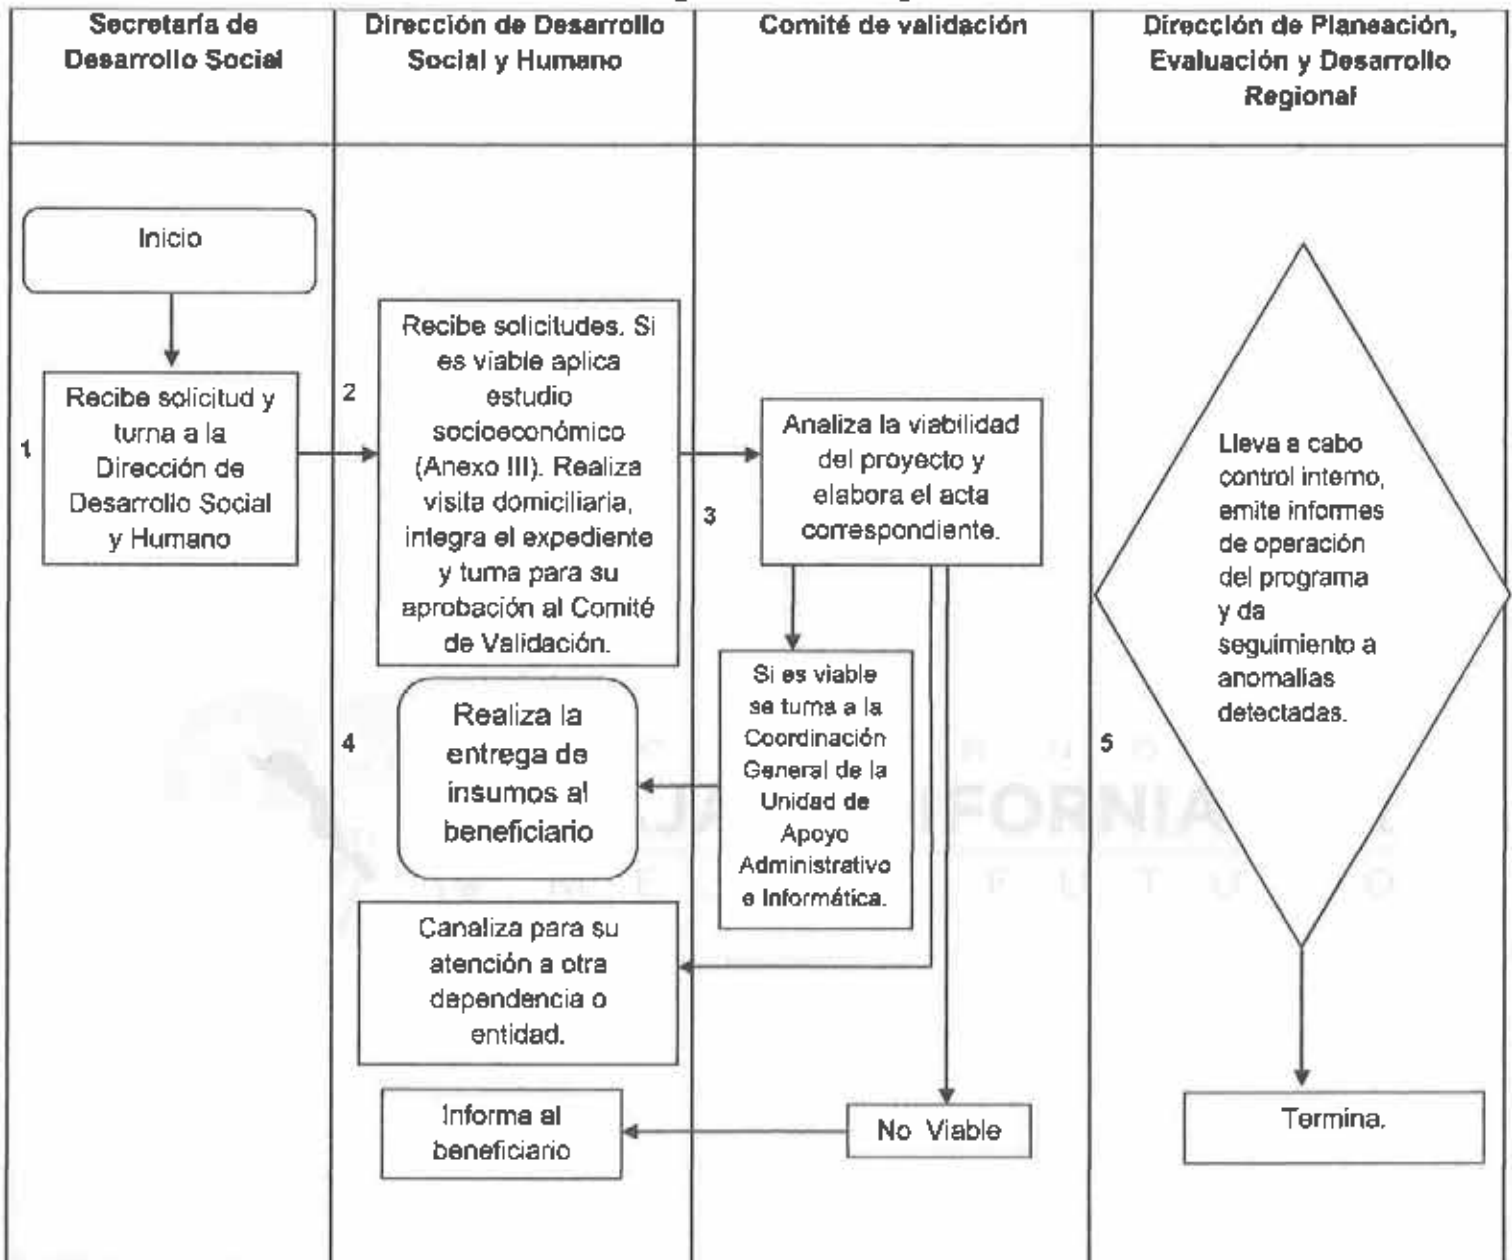 Secretaría de
Desarrollo Social
Dirección de Desarrollo
Social y Humano
Comité de validación
Dirección de Planeación,
Evaluación y Desarrollo
Regional
Inicio
1
Recibe solicitud y
turna a la
Dirección de
Desarrollo Social
y Humano
2
Recibe solicitudes. Si
es viable aplica
estudio
socioeconómico
(Anexo III). Realiza
visita domiciliaria,
integra el expediente
y turna para su
aprobación al Comité
de Validación.
3
Analiza la viabilidad
del proyecto y
elabora el acta
correspondiente.
Si es viable
se turna a la
Coordinación
General de la
Unidad de
Apoyo
Administrativo
e Informática.
4
Realiza la
entrega de
insumos al
beneficiario
Canaliza para su
atención a otra
dependencia o
entidad.
No Viable
Informa al
beneficiario
5
Lleva a cabo
control interno,
emite informes
de operación
del programa
y da
seguimiento a
anomalías
detectadas.
Termina.